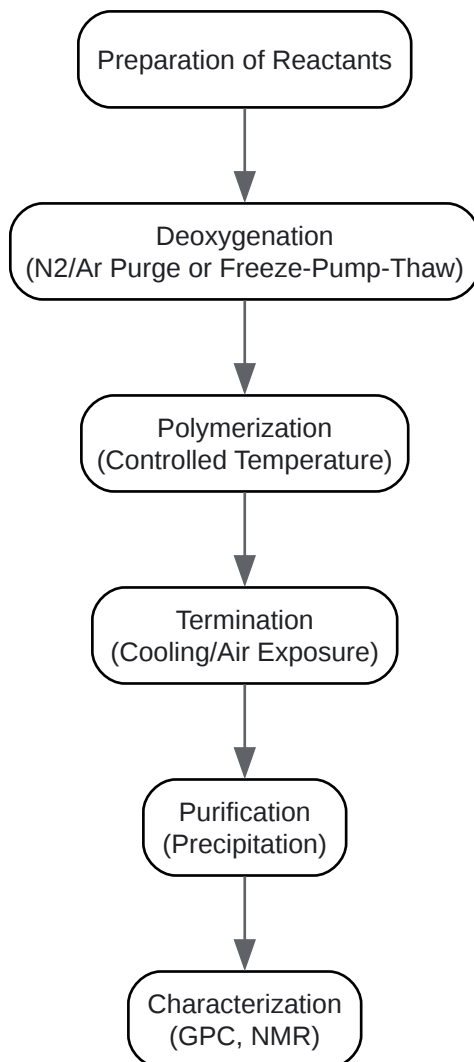 Preparation of Reactants
Deoxygenation
(N2/Ar Purge or Freeze-Pump-Thaw)
Polymerization
(Controlled Temperature)
Termination
(Cooling/Air Exposure)
Purification
(Precipitation)
Characterization
(GPC, NMR)